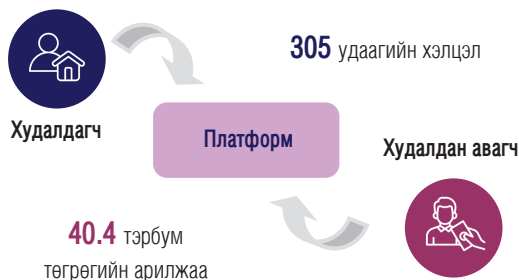 305 удаагийн хэлцэл
Худалдагч
Платформ
Худалдан авагч
40.4 тэрбум
төгрөгийн арилжаа